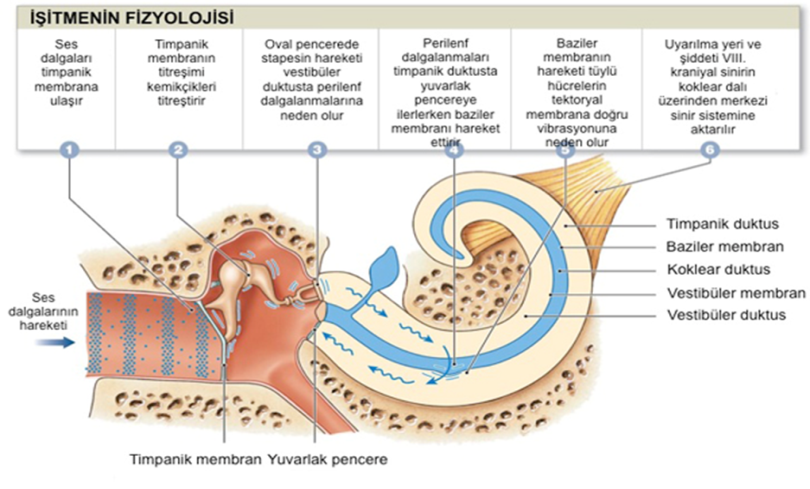 İŞİTMENİN FİZYOLOJİSİ
Ses
dalgaları
timpanik
membrana
ulaşır
Timpanik
membranın
titreşimi
kemikçikleri
titreştirir
Oval pencerede
stapesin hareketi
vestibüler
duktusta perilenf
dalgalanmalarına
neden olur
Perilenf
dalgalanmaları
timpanik duktusta
yuvarlak
pencereye
ilerlerken baziler
membranı hareket
ettirir
Baziler
membranın
hareketi tüylü
hücrelerin
tektoryal
membrana doğru
vibrasyonuna
neden olur
Uyarılma yeri ve
şiddeti VIII.
kraniyal sinirin
koklear dalı
üzerinden merkezi
sinir sistemine
aktarılır
1
2
3
4
5
6
Timpanik duktus
Baziler membran
Koklear duktus
Vestibüler membran
Vestibüler duktus
Ses
dalgalarının
hareketi
Timpanik membran
Yuvarlak pencere